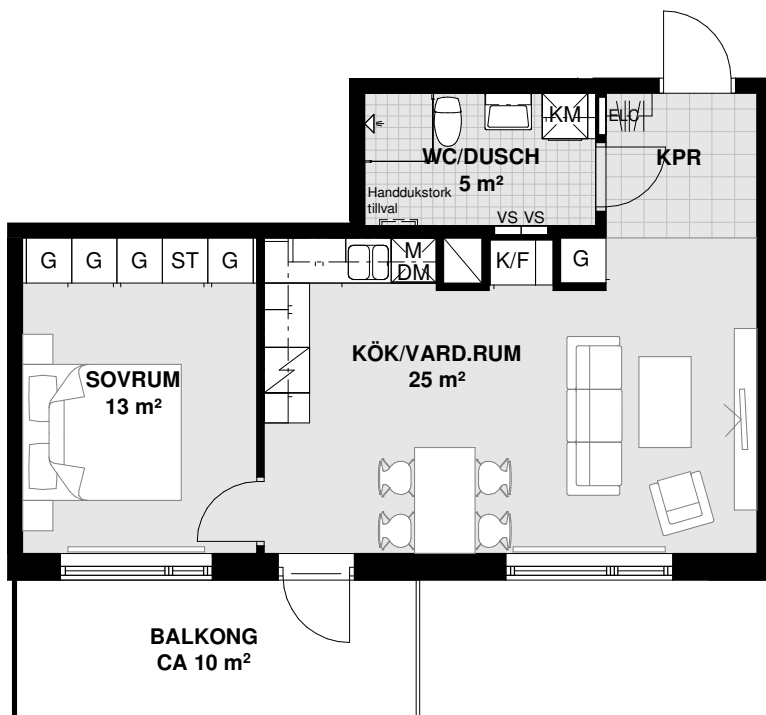 KM
ELC
WC/DUSCH
5 m²
KPR
Handdukstork
tillval
VS VS
G G G ST G
M
DM
K/F
G
KÖK/VARD.RUM
25 m²
SOVRUM
13 m²
BALKONG
CA 10 m²